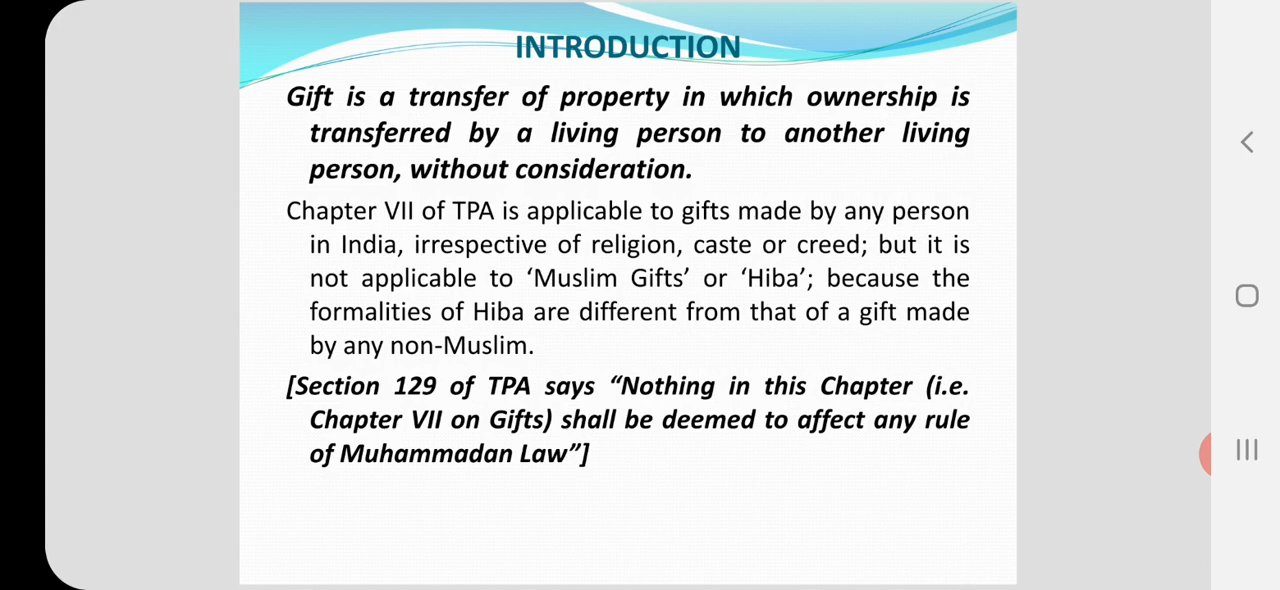 INTRODUCTION
Gift is a transfer of property in which ownership is
transferred by a living person to another living
person, without consideration.
Chapter VII of TPA is applicable to gifts made by any person
in India, irrespective of religion, caste or creed; but it is
not applicable to ‘Muslim Gifts’ or ‘Hiba’; because the
formalities of Hiba are different from that of a gift made
by any non-Muslim.
[Section 129 of TPA says “Nothing in this Chapter (i.e.
Chapter VII on Gifts) shall be deemed to affect any rule
of Muhammadan Law”]